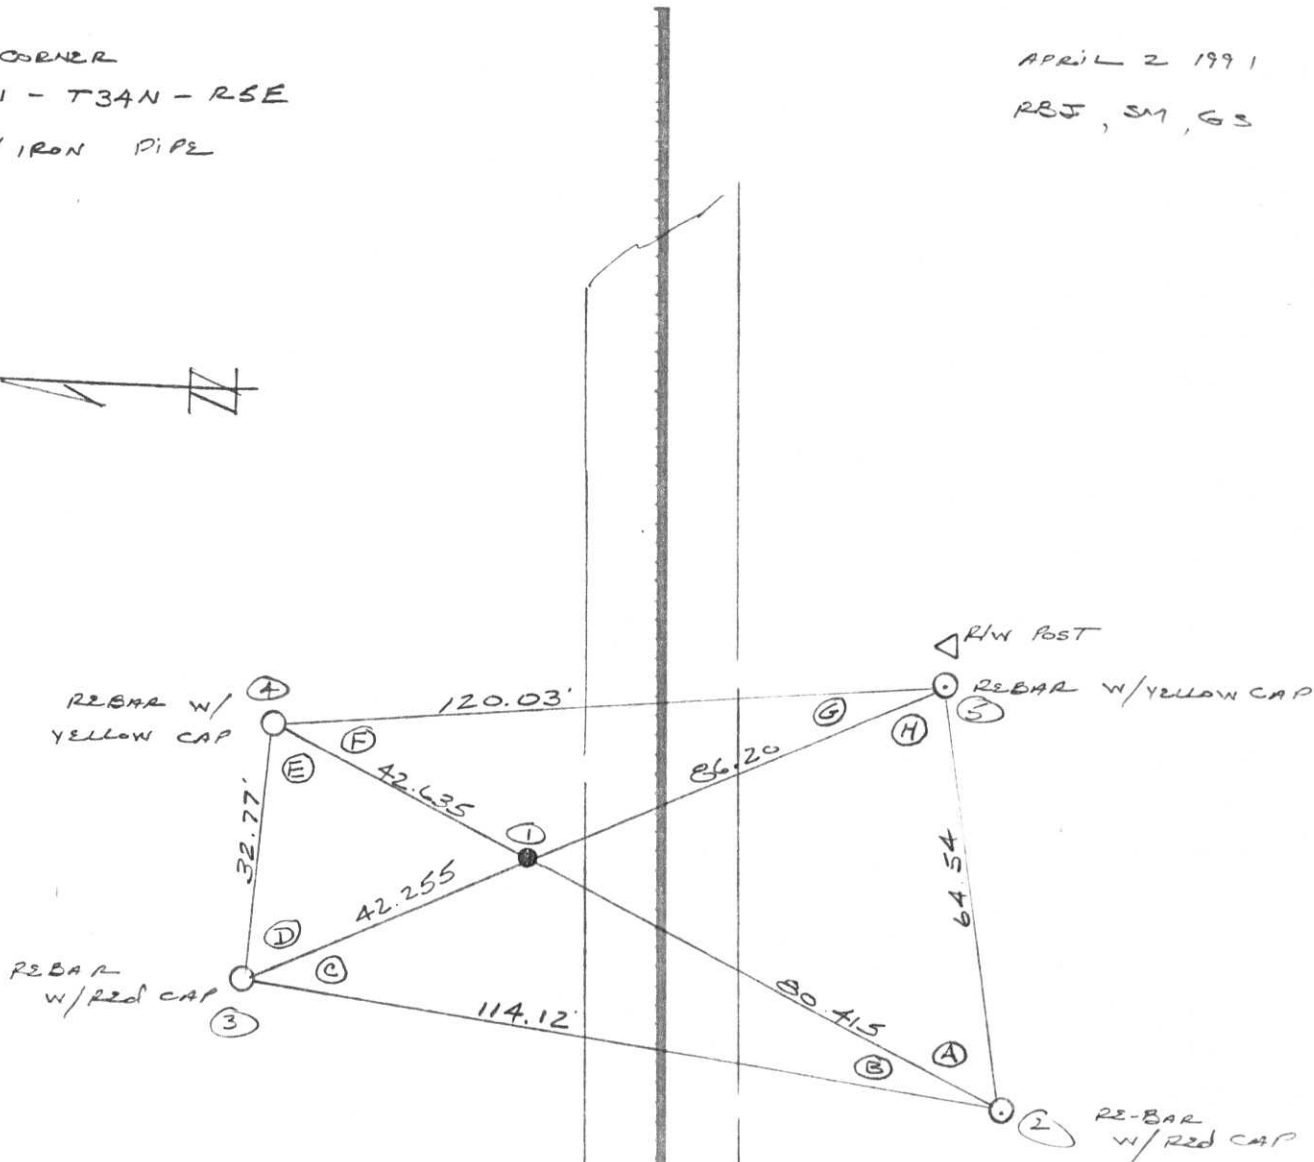 CORNER
APRIL 2 1991
1 - T34N - R5E
RBJ, SM, GS
IRON PIPE
N
R/W POST
REBAR W/
YELLOW CAP
4
120.03'
REBAR W/YELLOW CAP
5
F
G
H
E
42.635
86.20
32.77'
1
64.54
42.255
D
REBAR
W/Red CAP
3
C
114.12'
80.415
A
B
2
RE-BAR
W/Red CAP